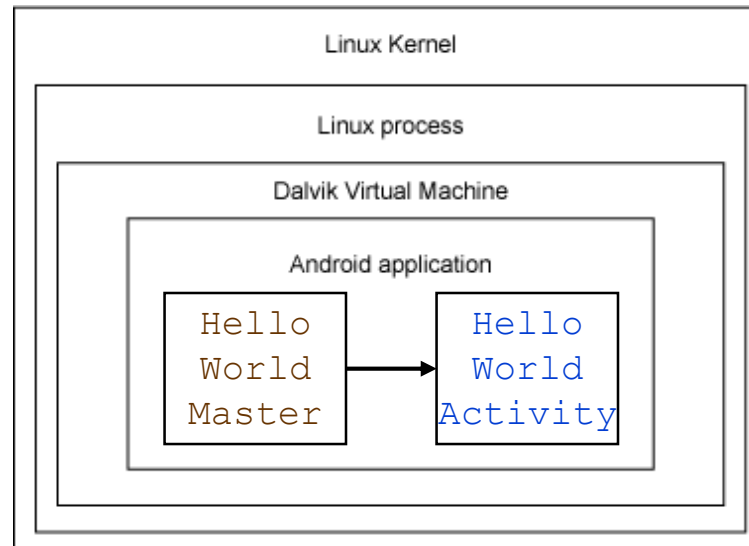 Linux Kernel
Linux process
Dalvik Virtual Machine
Android application
Hello
World
Master
Hello
World
Activity